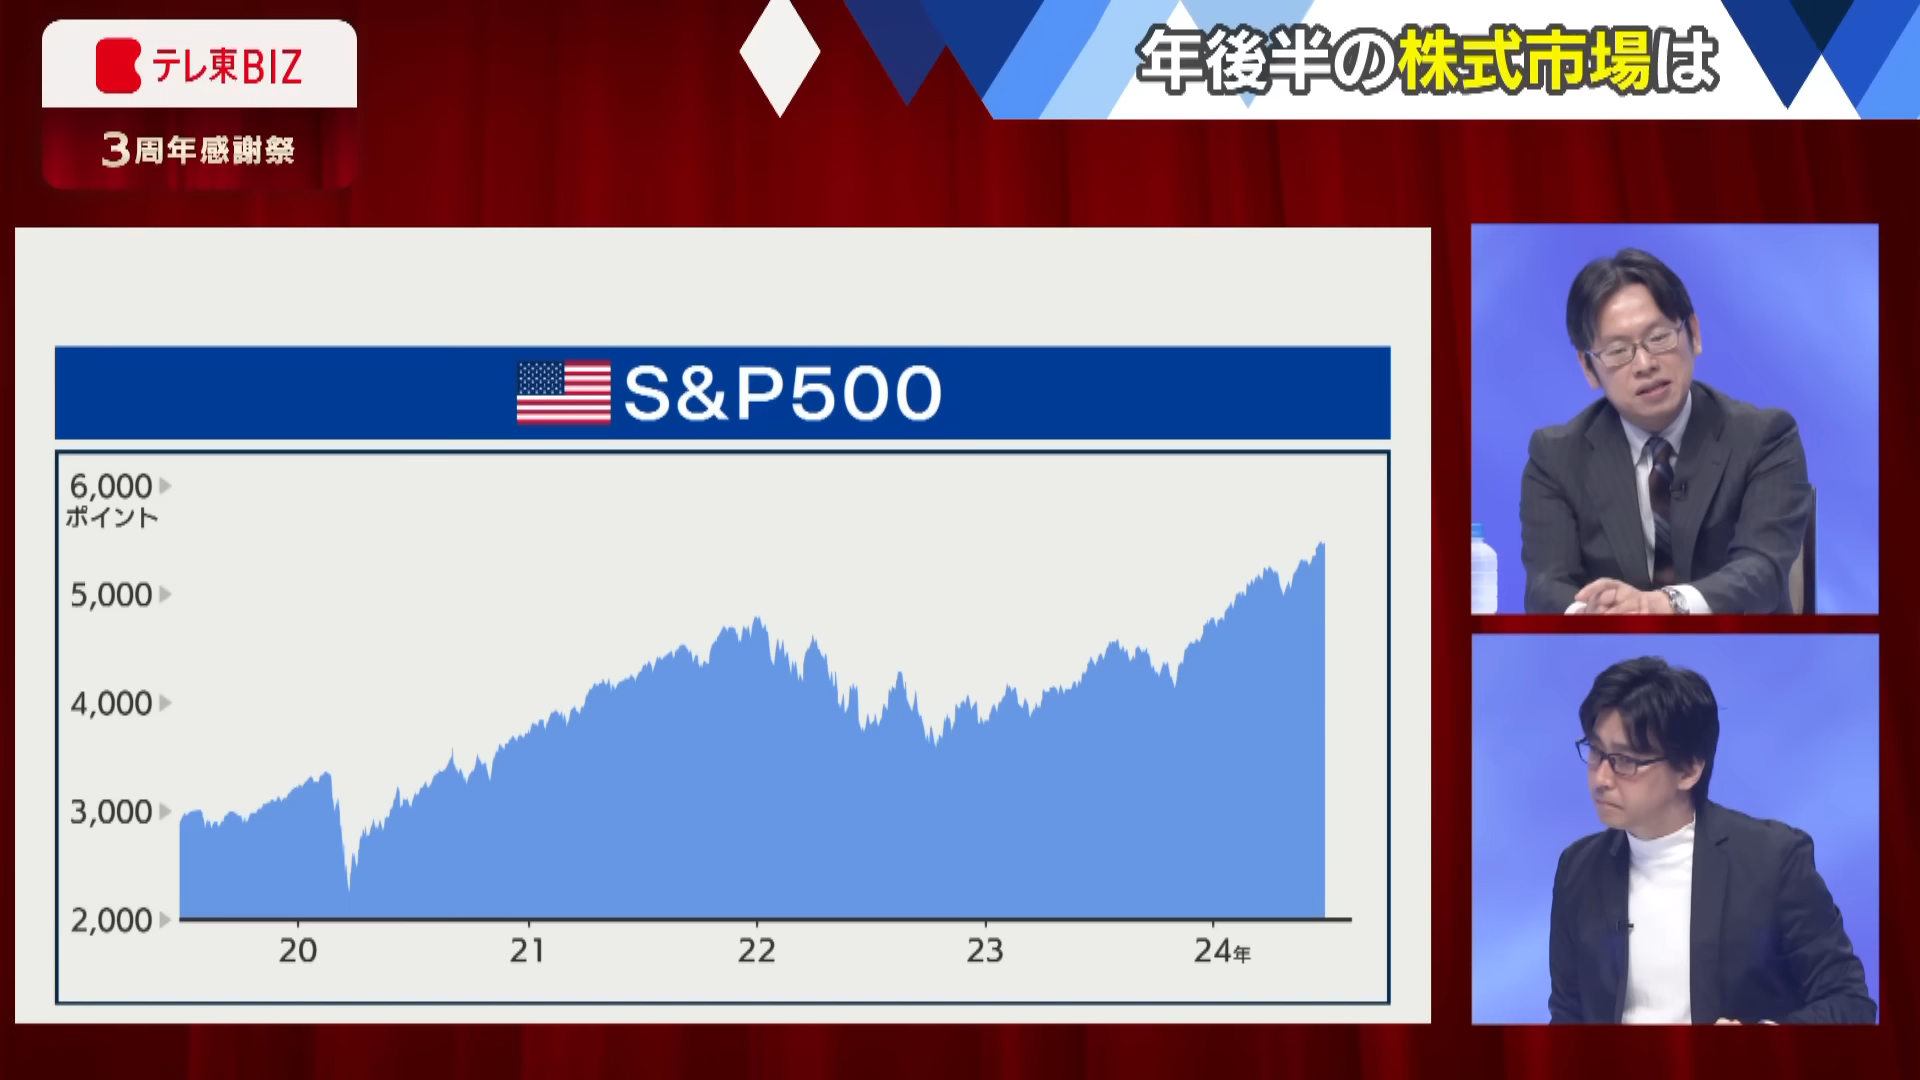 テレ東BIZ
3周年感謝祭
年後半の株式市場は
S&P500
6,000
ポイント
5,000
4,000
3,000
2,000
20 21 22 23 24年